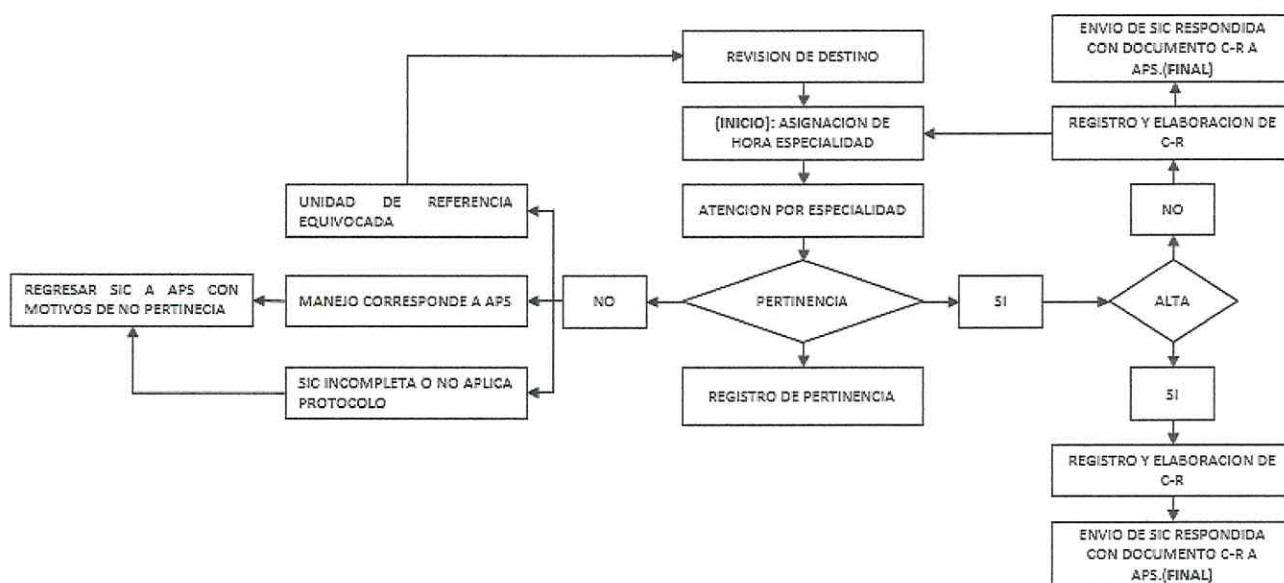 REVISION DE DESTINO
ENVIO DE SIC RESPONDIDA
CON DOCUMENTO C-R A
APS.(FINAL)
(INICIO): ASIGNACION DE
HORA ESPECIALIDAD
REGISTRO Y ELABORACION DE
C-R
UNIDAD DE REFERENCIA
EQUIVOCADA
ATENCION POR ESPECIALIDAD
NO
REGRESAR SIC A APS CON
MOTIVOS DE NO PERTINECIA
MANEJO CORRESPONDE A APS
NO
PERTINENCIA
SI
ALTA
SIC INCOMPLETA O NO APLICA
PROTOCOLO
REGISTRO DE PERTINENCIA
SI
REGISTRO Y ELABORACION DE
C-R
ENVIO DE SIC RESPONDIDA
CON DOCUMENTO C-R A
APS.(FINAL)